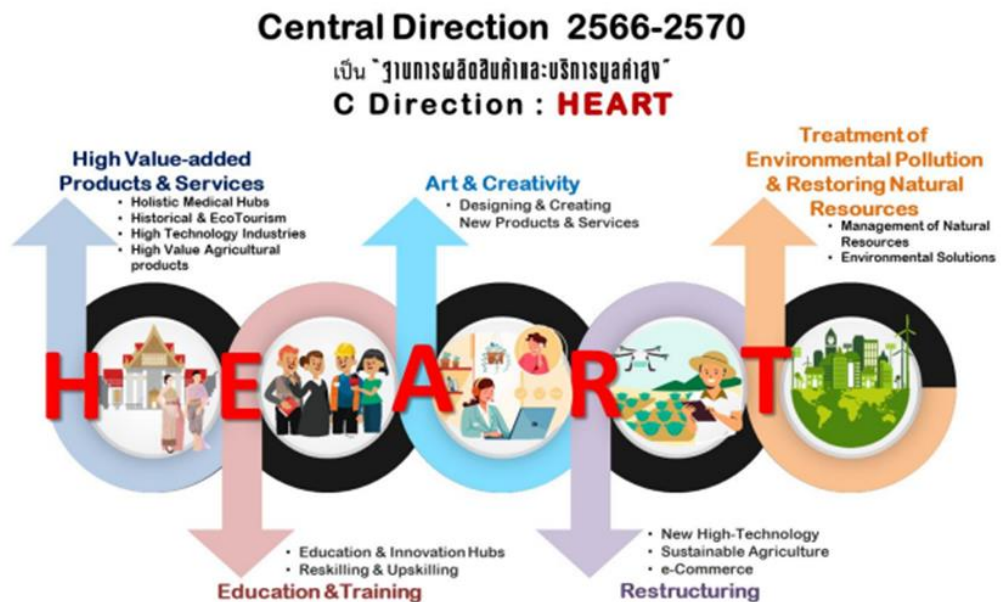 Central Direction 2566-2570
เป็น "ฐานการผลิตสินค้าและบริการมูลค่าสูง"
C Direction : HEART
High Value-added
Products & Services
• Holistic Medical Hubs
• Historical & EcoTourism
• High Technology Industries
• High Value Agricultural
products
Art & Creativity
• Designing & Creating
New Products & Services
Treatment of
Environmental Pollution
& Restoring Natural
Resources
• Management of Natural
Resources
• Environmental Solutions
H E A R T
• Education & Innovation Hubs
• Reskilling & Upskilling
Education & Training
• New High-Technology
• Sustainable Agriculture
• e-Commerce
Restructuring